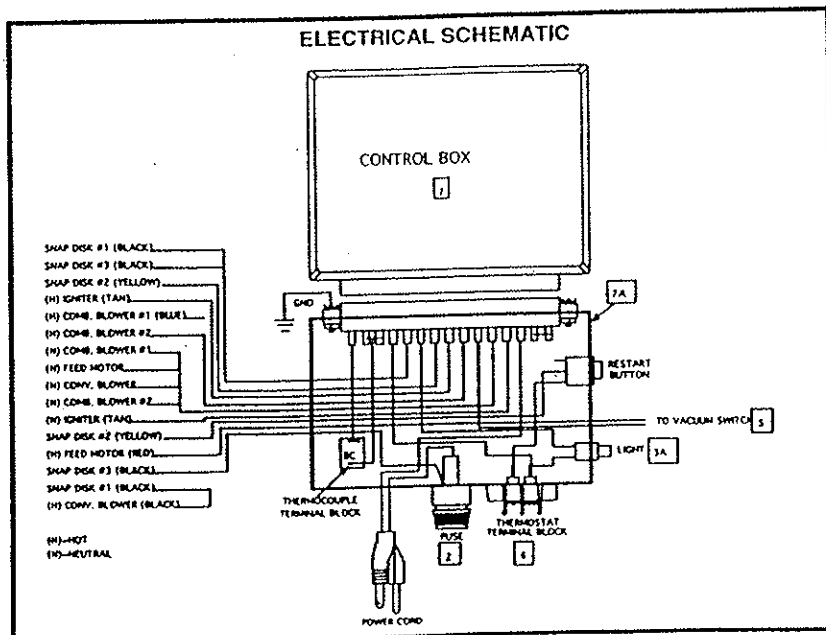 ELECTRICAL SCHEMATIC
CONTROL BOX
1
SNAP DISK #1 (BLACK)
SNAP DISK #3 (BLACK)
SNAP DISK #2 (YELLOW)
(H) IGNITER (TAN)
(H) COMB. BLOWER #1 (BLUE)
(H) COMB. BLOWER #2
(N) COMB. BLOWER #1
(N) FEED MOTOR
(N) CONV. BLOWER
(N) COMB. BLOWER #2
(N) IGNITER (TAN)
SNAP DISK #2 (YELLOW)
(H) FEED MOTOR (RED)
SNAP DISK #3 (BLACK)
SNAP DISK #1 (BLACK)
(H) CONV. BLOWER (BLACK)
(H)-HOT
(N)-NEUTRAL
GND
7A
RESTART
BUTTON
TO VACUUM SWITCH
5
LIGHT
3A
THERMOCOUPLE
TERMINAL BLOCK
FUSE
2
THERMOSTAT
TERMINAL BLOCK
POWER CORD